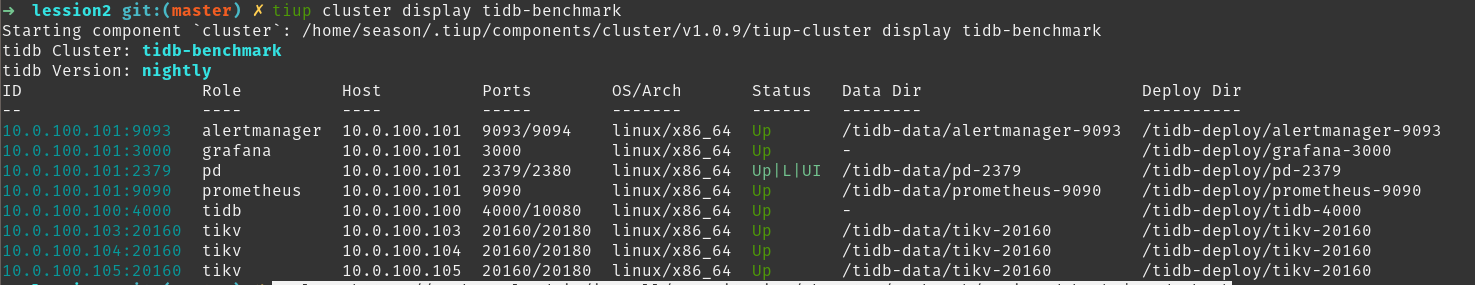 ➜  lession2 git:(master) ✗ tiup cluster display tidb-benchmark
Starting component `cluster`: /home/season/.tiup/components/cluster/v1.0.9/tiup-cluster display tidb-benchmark
tidb Cluster: tidb-benchmark
tidb Version: nightly
ID                  Role          Host          Ports        OS/Arch       Status   Data Dir                      Deploy Dir
--                  ----          ----          -----        -------       ------   --------                      ----------
10.0.100.101:9093   alertmanager  10.0.100.101  9093/9094    linux/x86_64  Up       /tidb-data/alertmanager-9093  /tidb-deploy/alertmanager-9093
10.0.100.101:3000   grafana       10.0.100.101  3000         linux/x86_64  Up       -                             /tidb-deploy/grafana-3000
10.0.100.101:2379   pd            10.0.100.101  2379/2380    linux/x86_64  Up|L|UI  /tidb-data/pd-2379            /tidb-deploy/pd-2379
10.0.100.101:9090   prometheus    10.0.100.101  9090         linux/x86_64  Up       /tidb-data/prometheus-9090    /tidb-deploy/prometheus-9090
10.0.100.100:4000   tidb          10.0.100.100  4000/10080   linux/x86_64  Up       -                             /tidb-deploy/tidb-4000
10.0.100.103:20160  tikv          10.0.100.103  20160/20180  linux/x86_64  Up       /tidb-data/tikv-20160         /tidb-deploy/tikv-20160
10.0.100.104:20160  tikv          10.0.100.104  20160/20180  linux/x86_64  Up       /tidb-data/tikv-20160         /tidb-deploy/tikv-20160
10.0.100.105:20160  tikv          10.0.100.105  20160/20180  linux/x86_64  Up       /tidb-data/tikv-20160         /tidb-deploy/tikv-20160